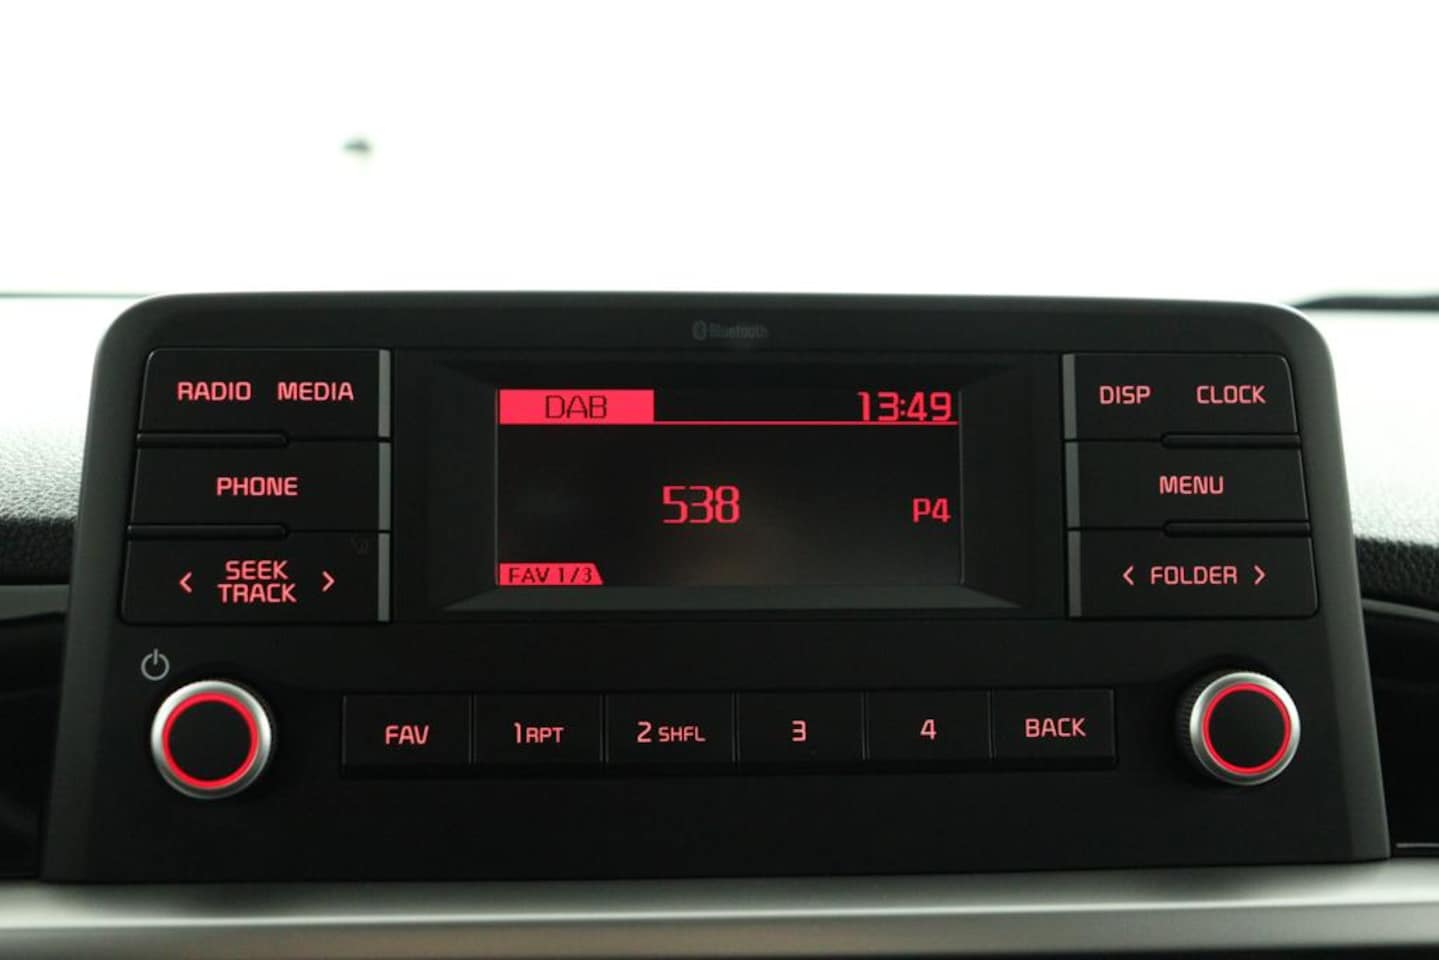 Bluetooth
RADIO MEDIA
PHONE
< SEEK TRACK >
DAB 13:49
538 P4
FAV 1/3
DISP CLOCK
MENU
< FOLDER >
FAV 1 RPT 2 SHFL 3 4 BACK